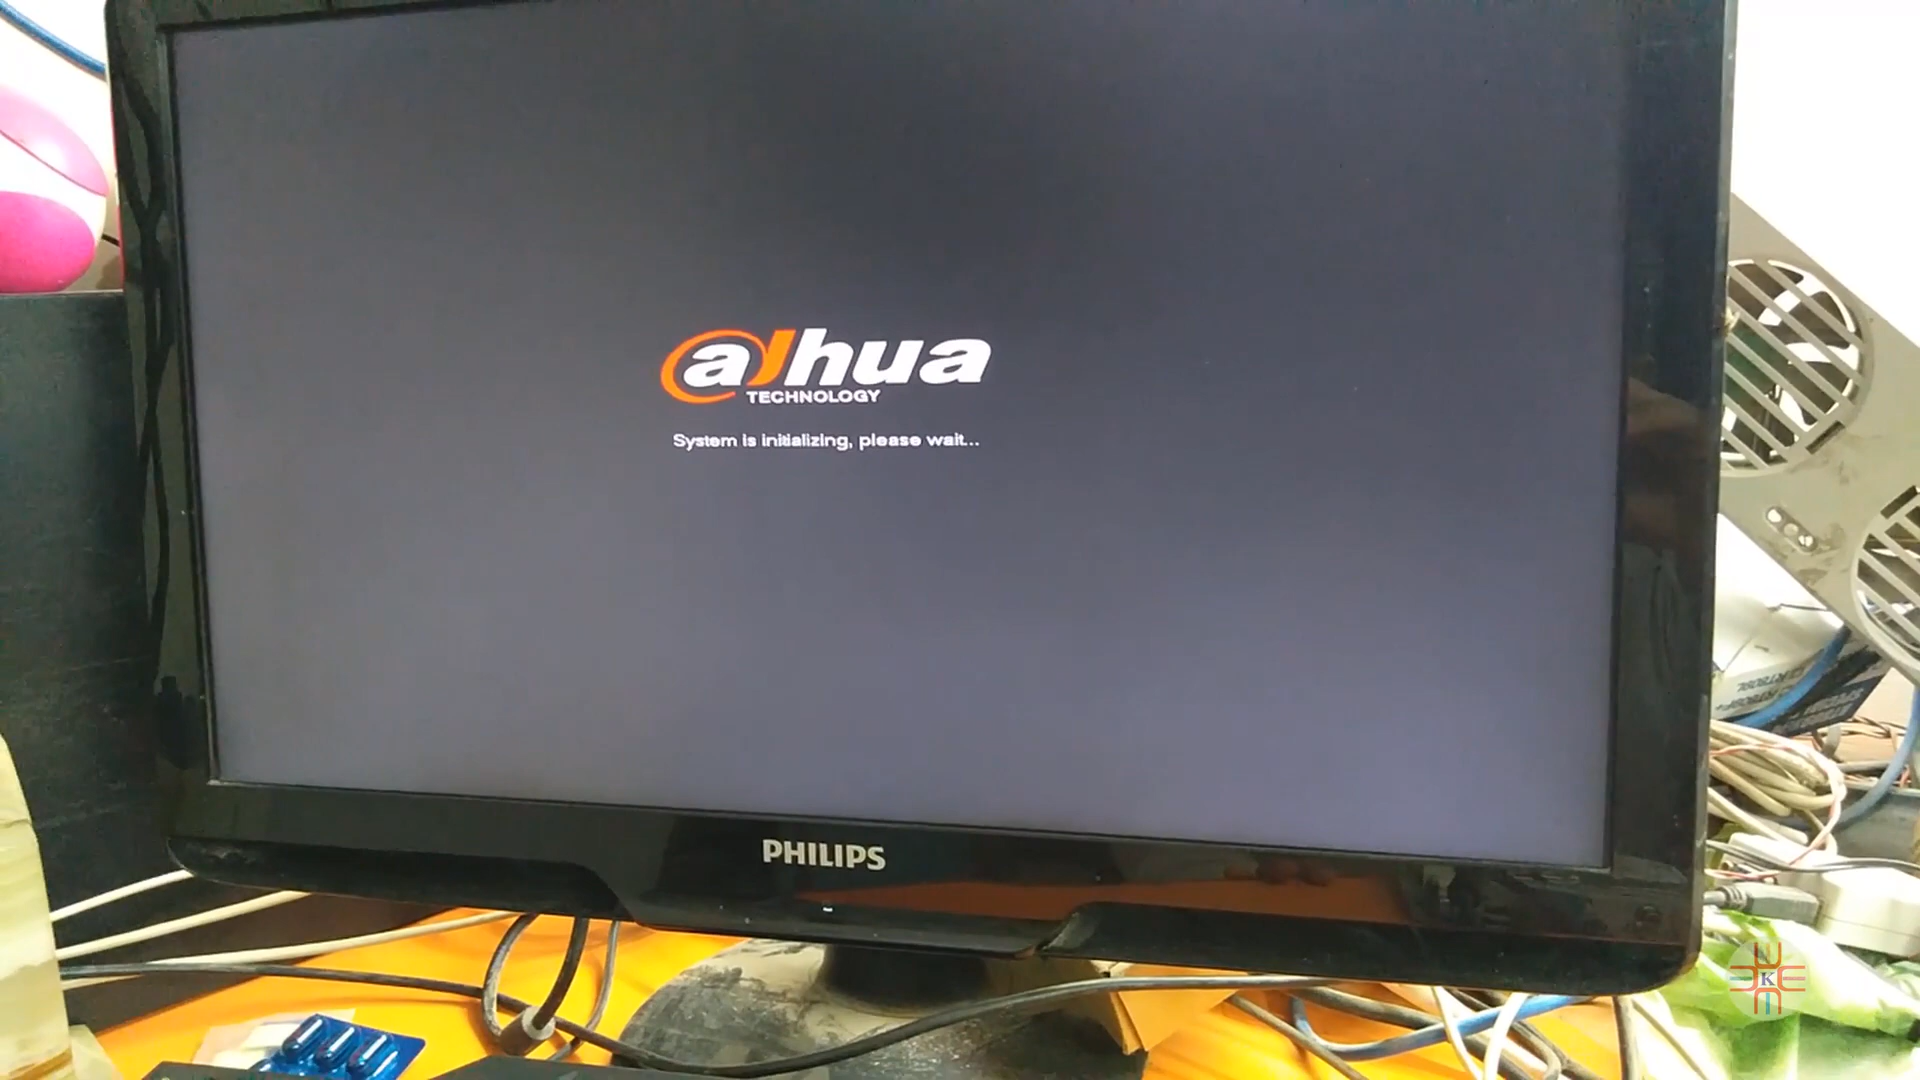 alhua
TECHNOLOGY
System is initializing, please wait...
PHILIPS
K